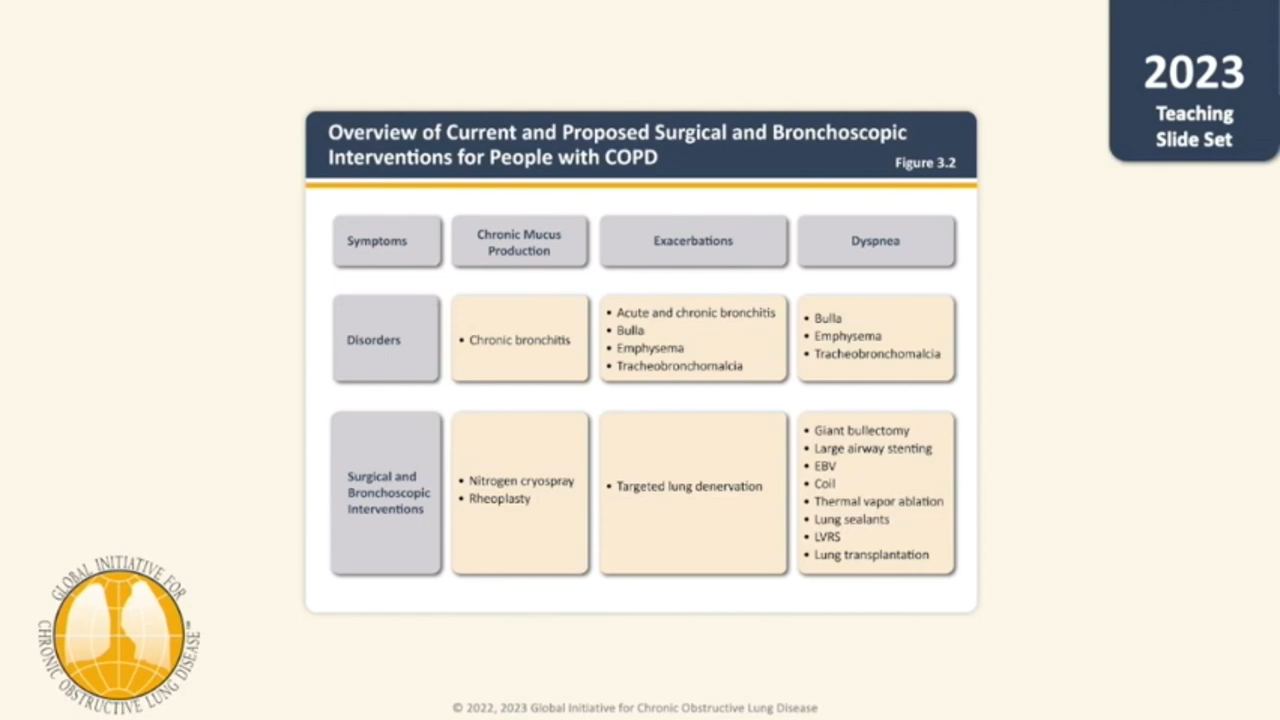 2023
Teaching
Slide Set
Overview of Current and Proposed Surgical and Bronchoscopic
Interventions for People with COPD
Figure 3.2
Symptoms
Chronic Mucus
Production
Exacerbations
Dyspnea
Disorders
• Chronic bronchitis
• Acute and chronic bronchitis
• Bulla
• Emphysema
• Tracheobronchomalcia
• Bulla
• Emphysema
• Tracheobronchomalcia
Surgical and
Bronchoscopic
Interventions
• Nitrogen cryospray
• Rheoplasty
• Targeted lung denervation
• Giant bullectomy
• Large airway stenting
• EBV
• Coil
• Thermal vapor ablation
• Lung sealants
• LVRS
• Lung transplantation
GLOBAL INITIATIVE FOR
CHRONIC OBSTRUCTIVE LUNG DISEASE™
© 2022, 2023 Global Initiative for Chronic Obstructive Lung Disease